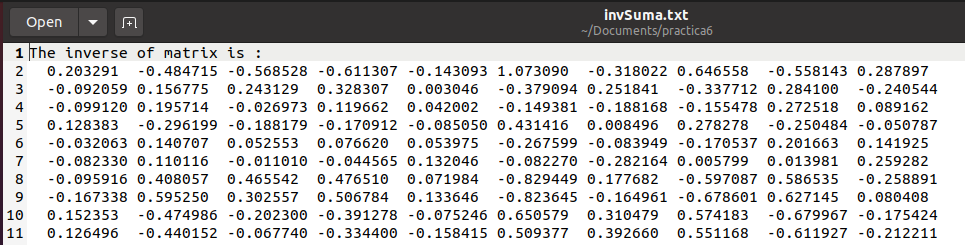 Open
invSuma.txt
~/Documents/practica6
1 The inverse of matrix is :
2 0.203291 -0.484715 -0.568528 -0.611307 -0.143093 1.073090 -0.318022 0.646558 -0.558143 0.287897
3 -0.092059 0.156775 0.243129 0.328307 0.003046 -0.379094 0.251841 -0.337712 0.284100 -0.240544
4 -0.099120 0.195714 -0.026973 0.119662 0.042002 -0.149381 -0.188168 -0.155478 0.272518 0.089162
5 0.128383 -0.296199 -0.188179 -0.170912 -0.085050 0.431416 0.008496 0.278278 -0.250484 -0.050787
6 -0.032063 0.140707 0.052553 0.076620 0.053975 -0.267599 -0.083949 -0.170537 0.201663 0.141925
7 -0.082330 0.110116 -0.011010 -0.044565 0.132046 -0.082270 -0.282164 0.005799 0.013981 0.259282
8 -0.095916 0.408057 0.465542 0.476510 0.071984 -0.829449 0.177682 -0.597087 0.586535 -0.258891
9 -0.167338 0.595250 0.302557 0.506784 0.133646 -0.823645 -0.164961 -0.678601 0.627145 0.080408
10 0.152353 -0.474986 -0.202300 -0.391278 -0.075246 0.650579 0.310479 0.574183 -0.679967 -0.175424
11 0.126496 -0.440152 -0.067740 -0.334400 -0.158415 0.509377 0.392660 0.551168 -0.611927 -0.212211